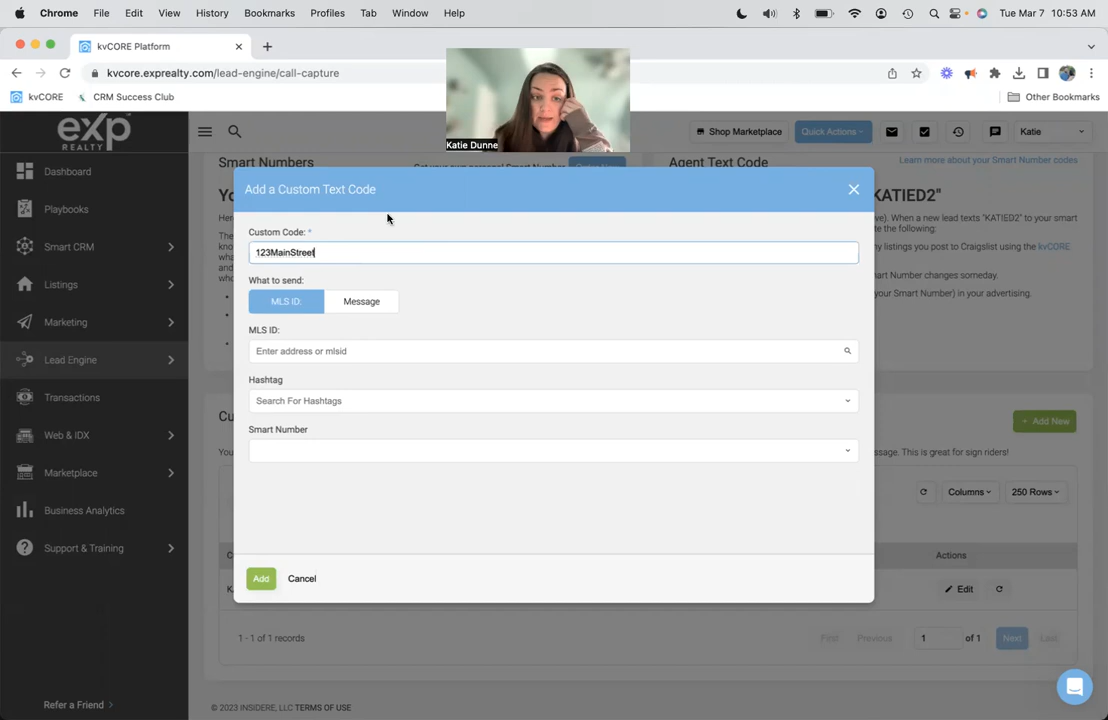 Chrome File Edit View History Bookmarks Profiles Tab Window Help Tue Mar 7 10:53 AM
kvCORE Platform
kvcore.exprealty.com/lead-engine/call-capture
kvCORE CRM Success Club Other Bookmarks
Katie Dunne
exp REALTY
Shop Marketplace Quick Actions Katie
Dashboard
Playbooks
Smart CRM
Listings
Marketing
Lead Engine
Transactions
Web & IDX
Marketplace
Business Analytics
Support & Training
Refer a Friend
Smart Numbers
Agent Text Code Learn more about your Smart Number codes
"KATIED2"
ve). When a new lead texts "KATIED2" to your smart
te the following:
y listings you post to Craigslist using the kvCORE
art Number changes someday.
your Smart Number) in your advertising.
Add a Custom Text Code
Custom Code: *
123MainStreet
What to send:
MLS ID: Message
MLS ID:
Enter address or mlsid
Hashtag
Search For Hashtags
Smart Number
Add Cancel
+ Add New
ssage. This is great for sign riders!
Columns 250 Rows
Actions
Edit
1 - 1 of 1 records First Previous 1 of 1 Next Last
© 2023 INSIDERE, LLC TERMS OF USE